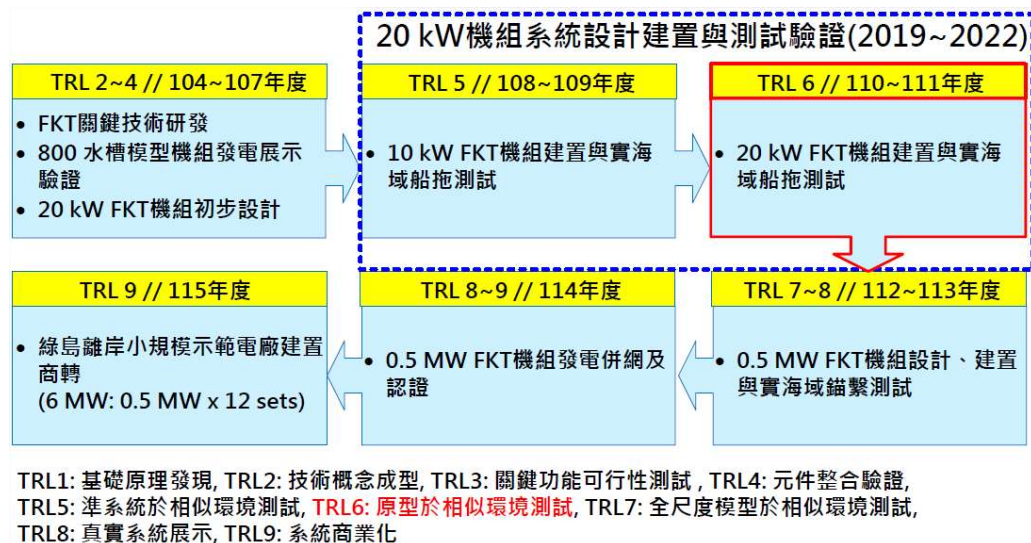 20 kW機組系統設計建置與測試驗證(2019~2022)
TRL 2~4 // 104~107年度
• FKT關鍵技術研發
• 800 水槽模型機組發電展示
驗證
• 20 kW FKT機組初步設計
TRL 5 // 108~109年度
• 10 kW FKT機組建置與實海
域船拖測試
TRL 6 // 110~111年度
• 20 kW FKT機組建置與實海
域船拖測試
TRL 7~8 // 112~113年度
• 0.5 MW FKT機組設計、建置
與實海域錨繫測試
TRL 8~9 // 114年度
• 0.5 MW FKT機組發電併網及
認證
TRL 9 // 115年度
• 綠島離岸小規模示範電廠建置
商轉
(6 MW: 0.5 MW x 12 sets)
TRL1: 基礎原理發現, TRL2: 技術概念成型, TRL3: 關鍵功能可行性測試 , TRL4: 元件整合驗證,
TRL5: 準系統於相似環境測試, TRL6: 原型於相似環境測試, TRL7: 全尺度模型於相似環境測試,
TRL8: 真實系統展示, TRL9: 系統商業化